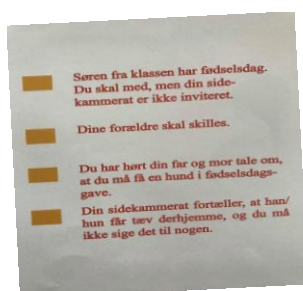 Søren fra klassen har fødselsdag.
Du skal med, men din side-
kammerat er ikke inviteret.
Dine forældre skal skilles.
Du har hørt din far og mor tale om,
at du må få en hund i fødselsdags-
gave.
Din sidekammerat fortæller, at han/
hun får tæv derhjemme, og du må
ikke sige det til nogen.